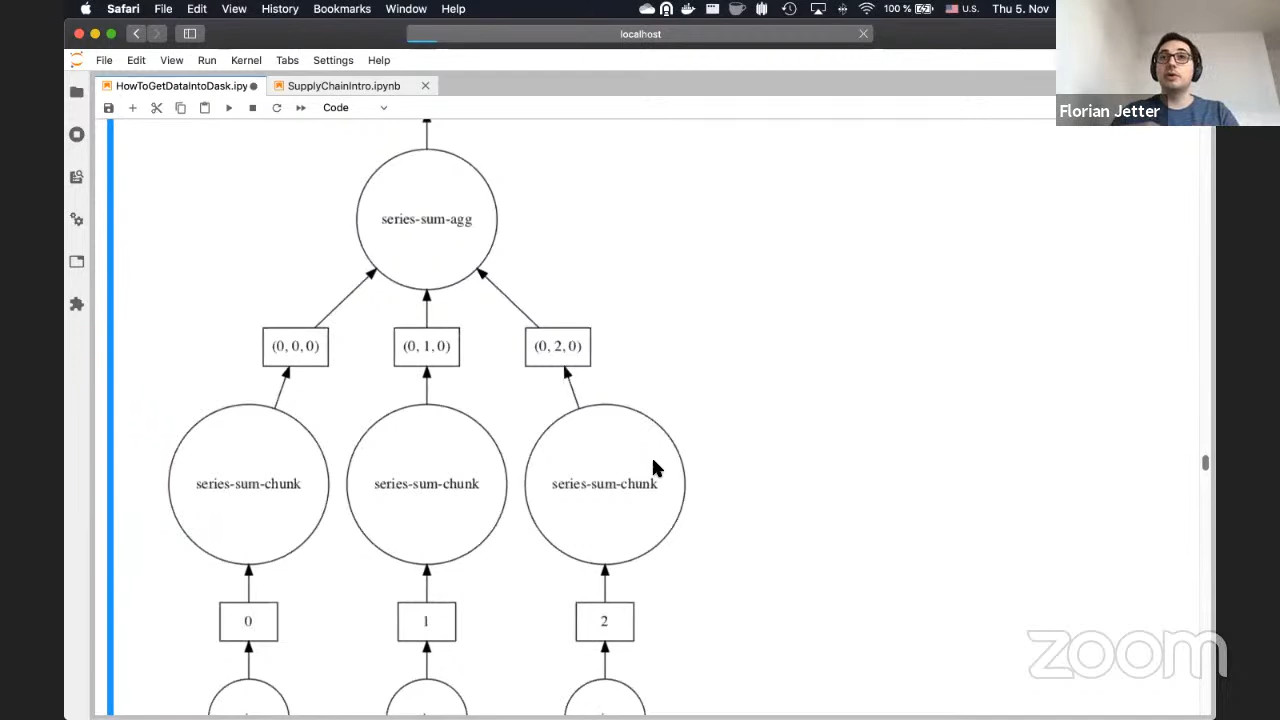 Safari File Edit View History Bookmarks Window Help 100 % U.S. Thu 5. Nov
localhost
File Edit View Run Kernel Tabs Settings Help
HowToGetDataIntoDask.ipy SupplyChainIntro.ipynb
Code
Florian Jetter
series-sum-agg
(0, 0, 0) (0, 1, 0) (0, 2, 0)
series-sum-chunk series-sum-chunk series-sum-chunk
0 1 2
zoom